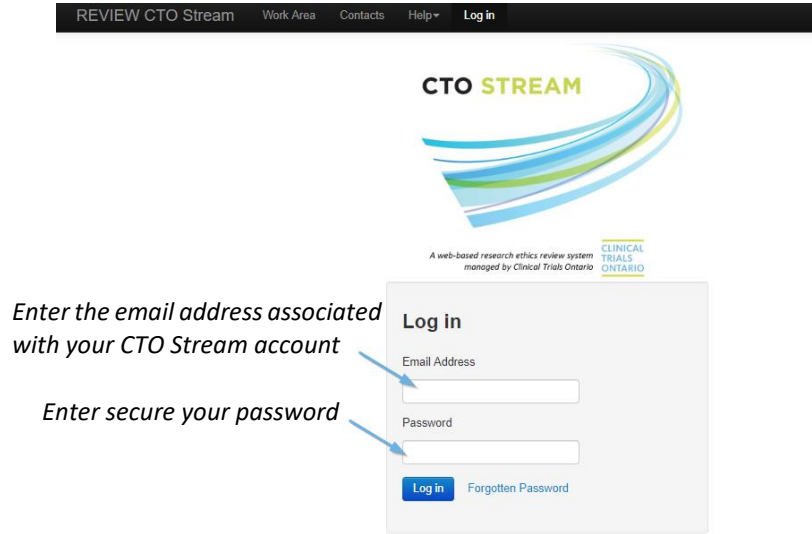 REVIEW CTO Stream Work Area Contacts Help Log in
CTO STREAM
A web-based research ethics review system
managed by Clinical Trials Ontario
CLINICAL
TRIALS
ONTARIO
Enter the email address associated
with your CTO Stream account
Log in
Email Address
Enter secure your password
Password
Log in Forgotten Password